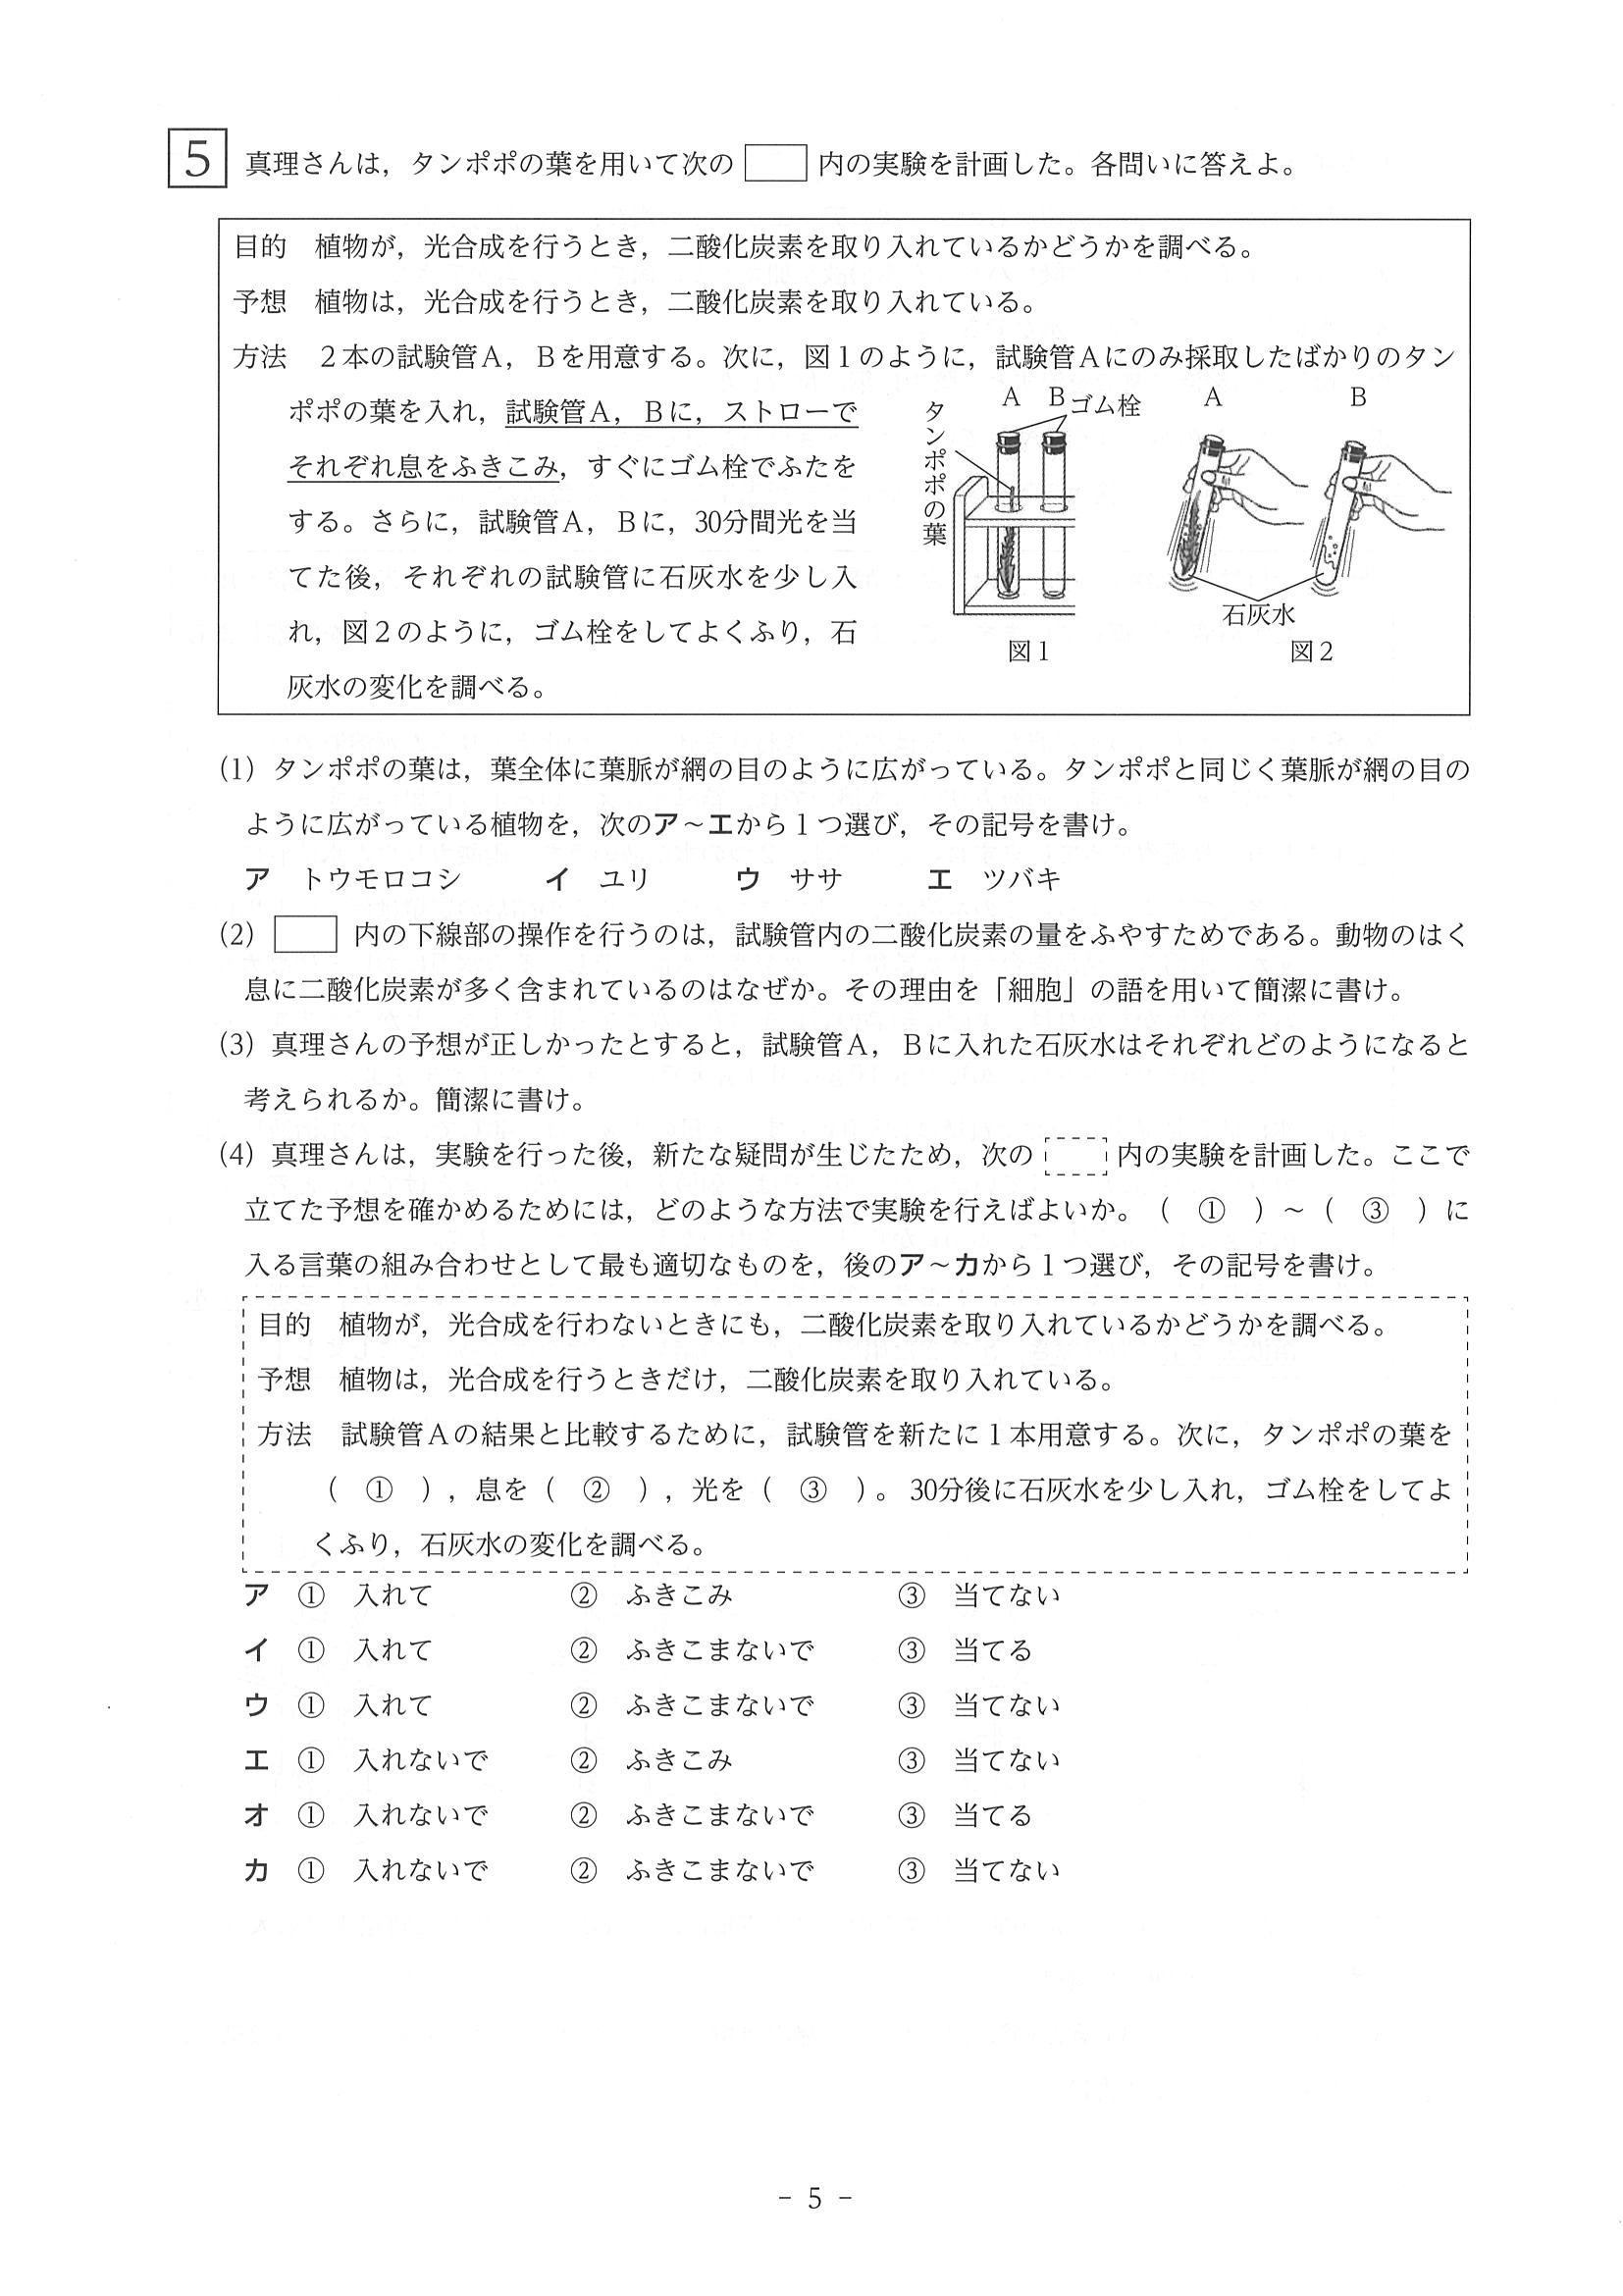 5 真理さんは，タンポポの葉を用いて次の 内の実験を計画した。各問いに答えよ。
目的　植物が，光合成を行うとき，二酸化炭素を取り入れているかどうかを調べる。
予想　植物は，光合成を行うとき，二酸化炭素を取り入れている。
方法　２本の試験管Ａ，Ｂを用意する。次に，図１のように，試験管Ａにのみ採取したばかりのタン
ポポの葉を入れ，試験管Ａ，Ｂに，ストローで
それぞれ息をふきこみ，すぐにゴム栓でふたを
する。さらに，試験管Ａ，Ｂに，30分間光を当
てた後，それぞれの試験管に石灰水を少し入
れ，図２のように，ゴム栓をしてよくふり，石
灰水の変化を調べる。
タンポポの葉
A B ゴム栓
図１
A B
石灰水
図２
(1) タンポポの葉は，葉全体に葉脈が網の目のように広がっている。タンポポと同じく葉脈が網の目の
ように広がっている植物を，次のア～エから１つ選び，その記号を書け。
ア　トウモロコシ　イ　ユリ　ウ　ササ　エ　ツバキ
(2) 内の下線部の操作を行うのは，試験管内の二酸化炭素の量をふやすためである。動物のはく
息に二酸化炭素が多く含まれているのはなぜか。その理由を「細胞」の語を用いて簡潔に書け。
(3) 真理さんの予想が正しかったとすると，試験管Ａ，Ｂに入れた石灰水はそれぞれどのようになると
考えられるか。簡潔に書け。
(4) 真理さんは，実験を行った後，新たな疑問が生じたため，次の 内の実験を計画した。ここで
立てた予想を確かめるためには，どのような方法で実験を行えばよいか。（　①　）～（　③　）に
入る言葉の組み合わせとして最も適切なものを，後のア～カから１つ選び，その記号を書け。
目的　植物が，光合成を行わないときにも，二酸化炭素を取り入れているかどうかを調べる。
予想　植物は，光合成を行うときだけ，二酸化炭素を取り入れている。
方法　試験管Ａの結果と比較するために，試験管を新たに１本用意する。次に，タンポポの葉を
（　①　），息を（　②　），光を（　③　）。30分後に石灰水を少し入れ，ゴム栓をしてよ
くふり，石灰水の変化を調べる。
ア　①　入れて　②　ふきこみ　③　当てない
イ　①　入れて　②　ふきこまないで　③　当てる
ウ　①　入れて　②　ふきこまないで　③　当てない
エ　①　入れないで　②　ふきこみ　③　当てない
オ　①　入れないで　②　ふきこまないで　③　当てる
カ　①　入れないで　②　ふきこまないで　③　当てない
- 5 -